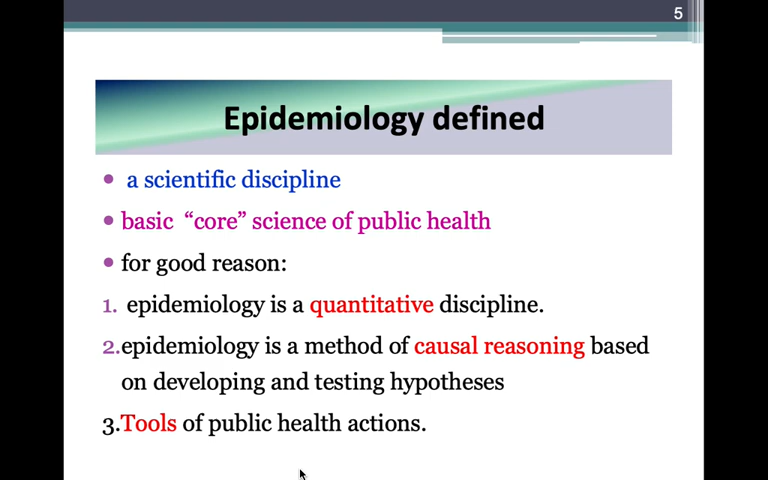 5
Epidemiology defined
• a scientific discipline
• basic “core” science of public health
• for good reason:
1. epidemiology is a quantitative discipline.
2.epidemiology is a method of causal reasoning based
on developing and testing hypotheses
3.Tools of public health actions.